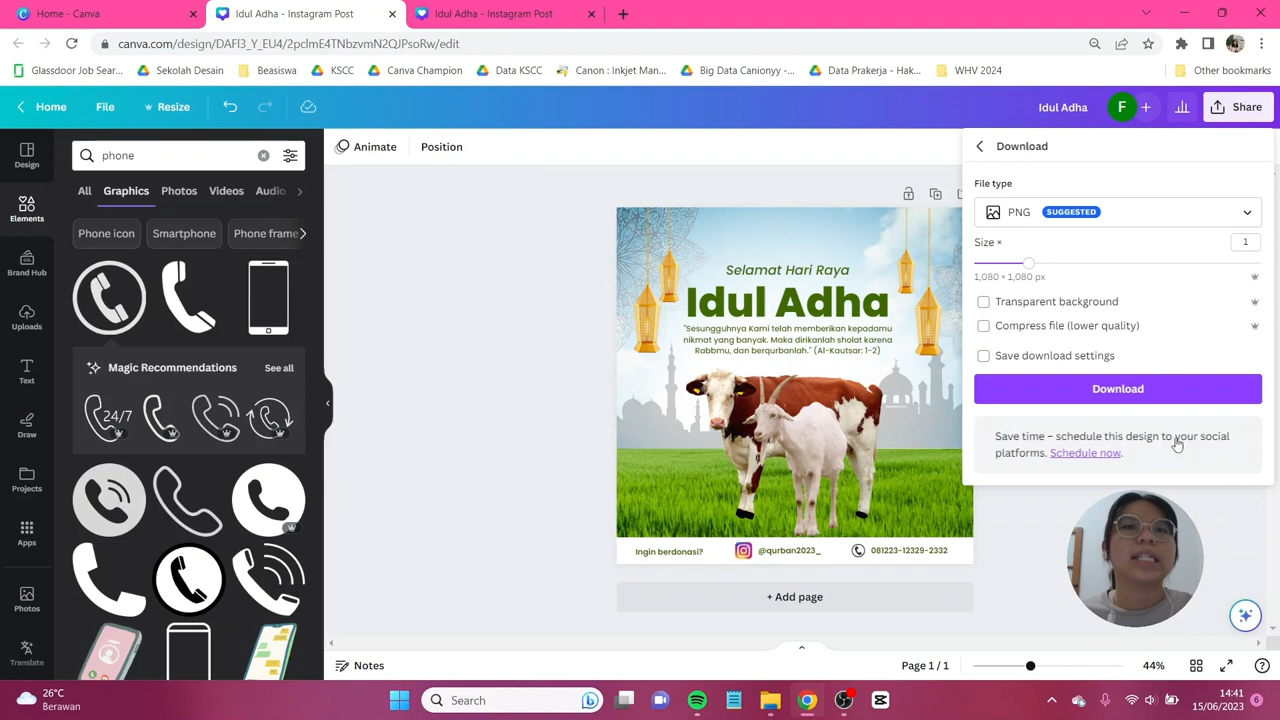 Home - Canva
Idul Adha - Instagram Post
Idul Adha - Instagram Post
canva.com/design/DAFl3_Y_EU4/2pclmE4TNbzvmN2QJPsoRw/edit
Glassdoor Job Sear...
Sekolah Desain
Beasiswa
KSCC
Canva Champion
Data KSCC
Canon : Inkjet Man...
Big Data Canionyy -...
Data Prakerja - Hak...
WHV 2024
Other bookmarks
Home
File
Resize
Idul Adha
F
Share
Design
Elements
Brand Hub
Uploads
Text
Draw
Projects
Apps
Photos
Translate
phone
All
Graphics
Photos
Videos
Audio
Phone icon
Smartphone
Phone frame
Magic Recommendations
See all
24/7
Animate
Position
Selamat Hari Raya
Idul Adha
"Sesungguhnya Kami telah memberikan kepadamu
nikmat yang banyak. Maka dirikanlah sholat karena
Rabbmu, dan berqurbanlah." (Al-Kautsar: 1-2)
Ingin berdonasi?
@qurban2023_
081223-12329-2332
+ Add page
Download
File type
PNG
SUGGESTED
Size ×
1
1,080 × 1,080 px
Transparent background
Compress file (lower quality)
Save download settings
Download
Save time – schedule this design to your social
platforms. Schedule now.
Notes
Page 1 / 1
44%
26°C
Berawan
Search
14:41
15/06/2023
6